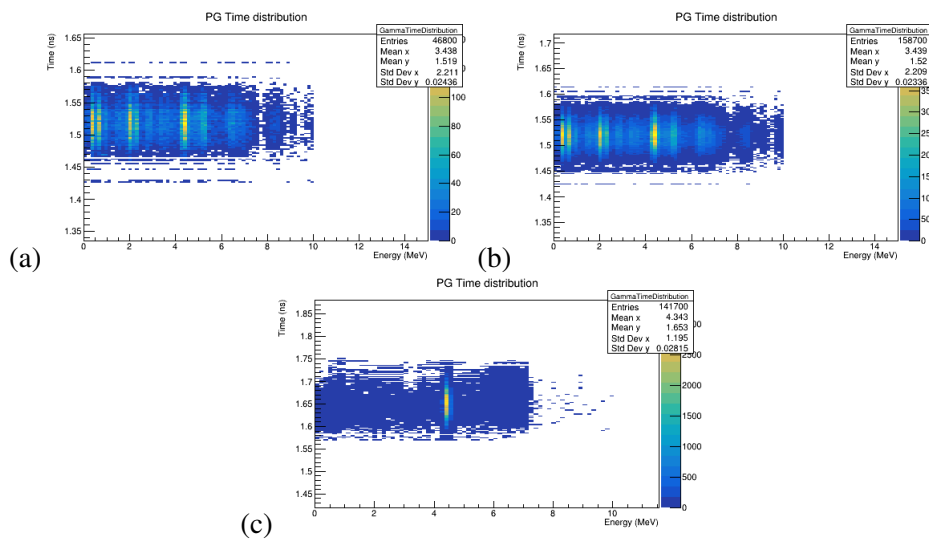 PG Time distribution
GammaTimeDistribution
Entries 46800
Mean x 3.438
Mean y 1.519
Std Dev x 2.211
Std Dev y 0.02436
Time (ns)
1.65
1.6
1.55
1.5
1.45
1.4
1.35
0 2 4 6 8 10 12 14
Energy (MeV)
100
80
60
40
20
0
(a)
PG Time distribution
GammaTimeDistribution
Entries 158700
Mean x 3.439
Mean y 1.52
Std Dev x 2.209
Std Dev y 0.02336
Time (ns)
1.7
1.65
1.6
1.55
1.5
1.45
1.4
1.35
0 2 4 6 8 10 12 14
Energy (MeV)
(b)
PG Time distribution
GammaTimeDistribution
Entries 141700
Mean x 4.343
Mean y 1.653
Std Dev x 1.195
Std Dev y 0.02815
Time (ns)
1.85
1.8
1.75
1.7
1.65
1.6
1.55
1.5
1.45
0 2 4 6 8 10
Energy (MeV)
2500
2000
1500
1000
500
0
(c)